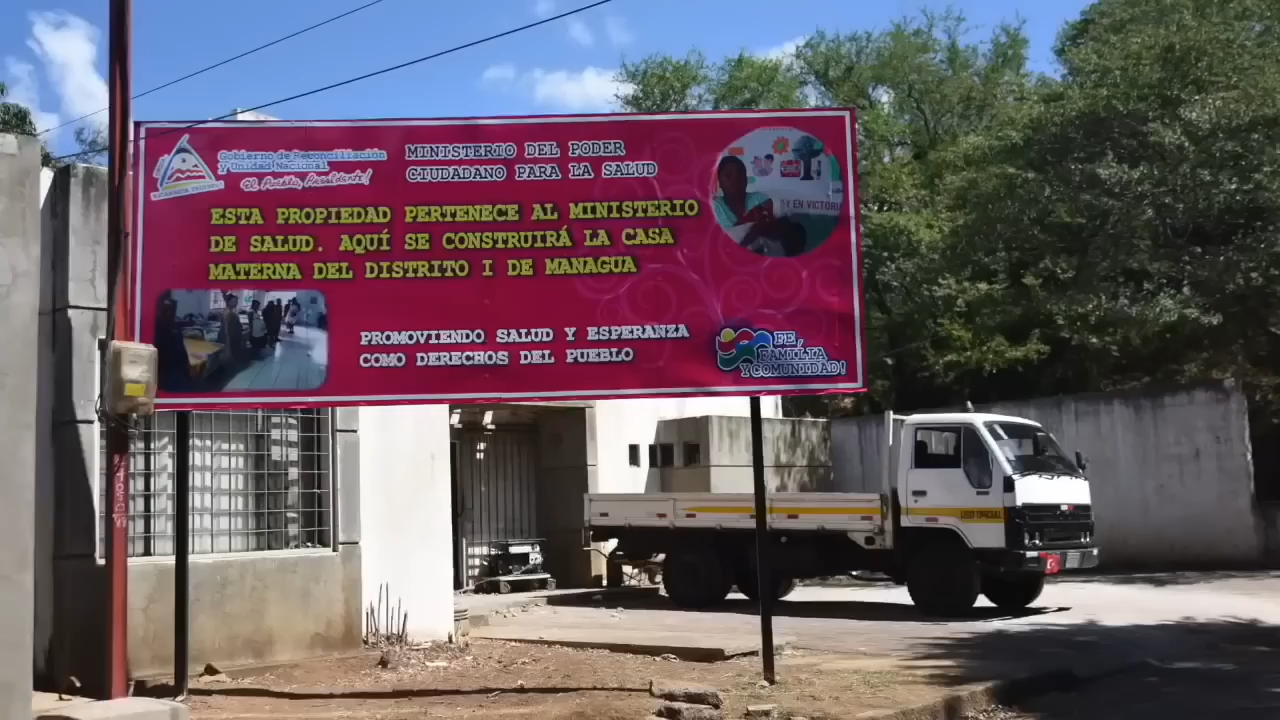 Gobierno de Reconciliación
y Unidad Nacional
El Pueblo, Presidente!
MINISTERIO DEL PODER
CIUDADANO PARA LA SALUD
ESTA PROPIEDAD PERTENECE AL MINISTERIO
DE SALUD. AQUÍ SE CONSTRUIRÁ LA CASA
MATERNA DEL DISTRITO I DE MANAGUA
EN VICTORI
PROMOVIENDO SALUD Y ESPERANZA
COMO DERECHOS DEL PUEBLO
FE,
FAMILIA
Y COMUNIDAD!
USO OFICIAL